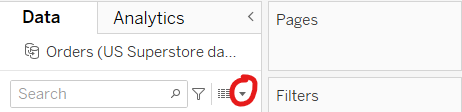 Data Analytics
Pages
Orders (US Superstore da...
Search
Filters